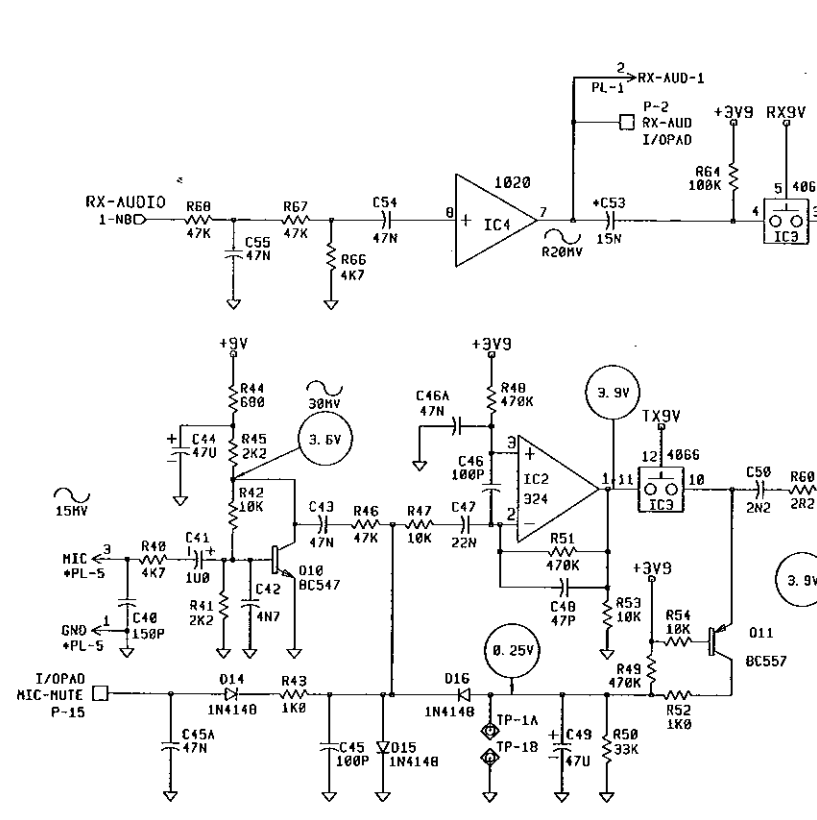 2
PL-1
RX-AUD-1
P-2
RX-AUD
I/OPAD
+3V9 RX9V
R64
100K
5 406
4
3
IC3
RX-AUDIO
1-NB
R68
47K
C55
47N
R67
47K
R66
4K7
C54
47N
1020
8
+
IC4
7
R20MV
*C53
15N
+9V
R44
680
C44
47U
+
-
R45
2K2
30MV
3.6V
R42
10K
15MV
MIC
*PL-5
3
R40
4K7
C41
1U0
+
R41
2K2
C42
4N7
Q10
BC547
C40
150P
GND
*PL-5
1
C43
47N
R46
47K
R47
10K
C47
22N
+3V9
C46A
47N
R48
470K
C46
100P
3
+
2
-
IC2
324
1
3.9V
11
TX9V
12 4066
10
IC3
C50
2N2
R60
2R2
R51
470K
C48
47P
R53
10K
+3V9
3.9V
R54
10K
Q11
BC557
R49
470K
R52
1K0
I/OPAD
MIC-MUTE
P-15
D14
1N4148
R43
1K0
D16
1N4148
0.25V
C45A
47N
C45
100P
D15
1N4148
TP-1A
TP-1B
+
-
C49
47U
R50
33K